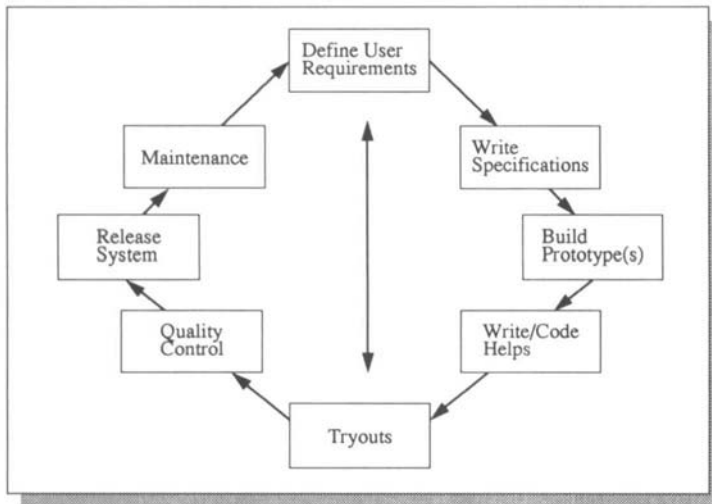 Define User
Requirements
Write
Specifications
Build
Prototype(s)
Write/Code
Helps
Tryouts
Quality
Control
Release
System
Maintenance